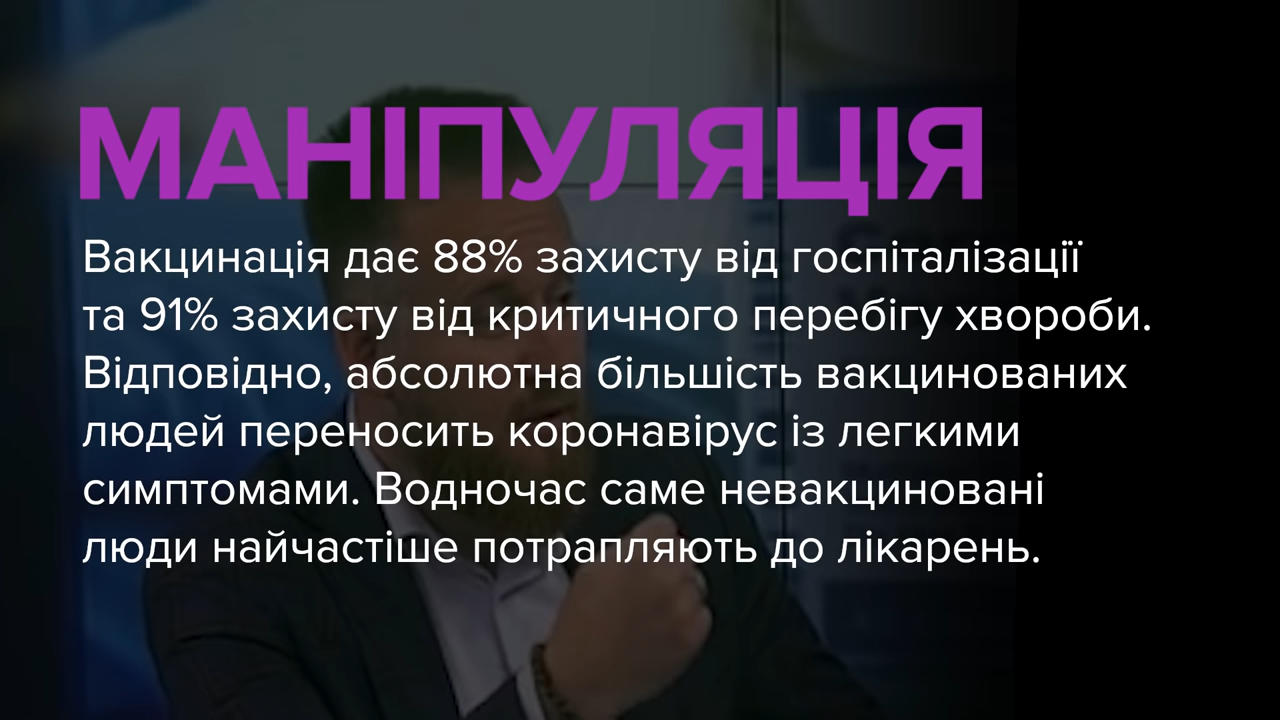 МАНІПУЛЯЦІЯ
Вакцинація дає 88% захисту від госпіталізації
та 91% захисту від критичного перебігу хвороби.
Відповідно, абсолютна більшість вакцинованих
людей переносить коронавірус із легкими
симптомами. Водночас саме невакциновані
люди найчастіше потрапляють до лікарень.